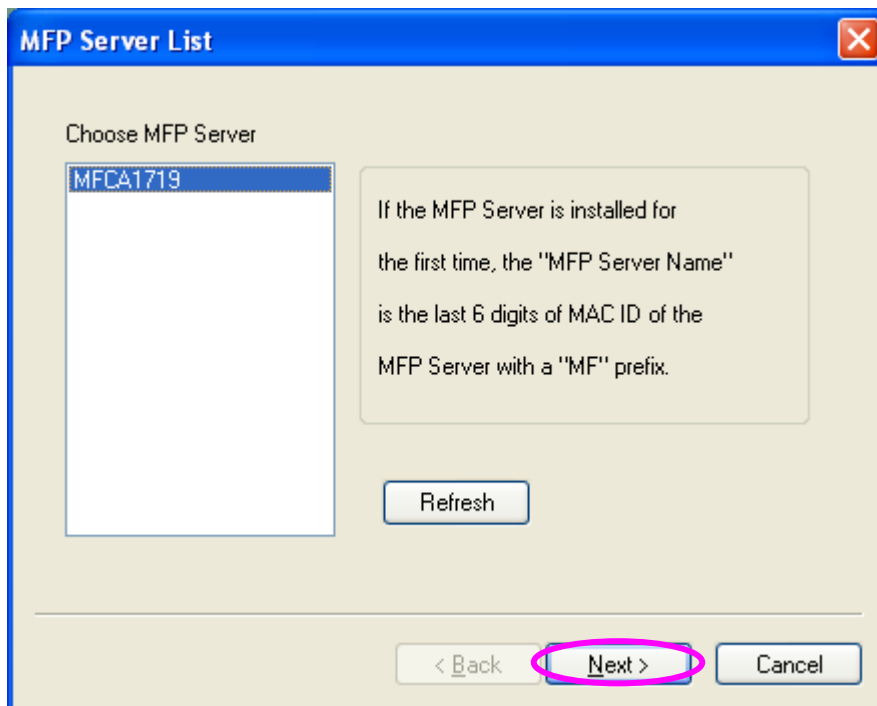 MFP Server List
Choose MFP Server
MFCA1719
If the MFP Server is installed for
the first time, the "MFP Server Name"
is the last 6 digits of MAC ID of the
MFP Server with a "MF" prefix.
Refresh
< Back
Next >
Cancel